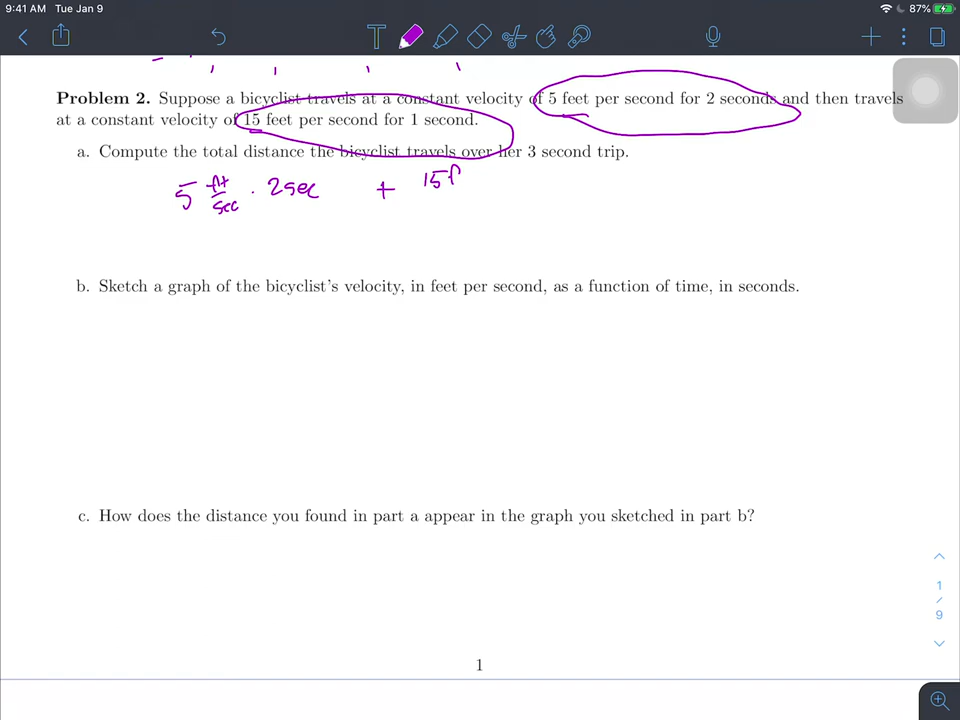 9:41 AM Tue Jan 9
87%
Problem 2. Suppose a bicyclist travels at a constant velocity of 5 feet per second for 2 seconds and then travels
at a constant velocity of 15 feet per second for 1 second.
a. Compute the total distance the bicyclist travels over her 3 second trip.
5 ft/sec · 2sec + 15f
b. Sketch a graph of the bicyclist's velocity, in feet per second, as a function of time, in seconds.
c. How does the distance you found in part a appear in the graph you sketched in part b?
1
/
9
1